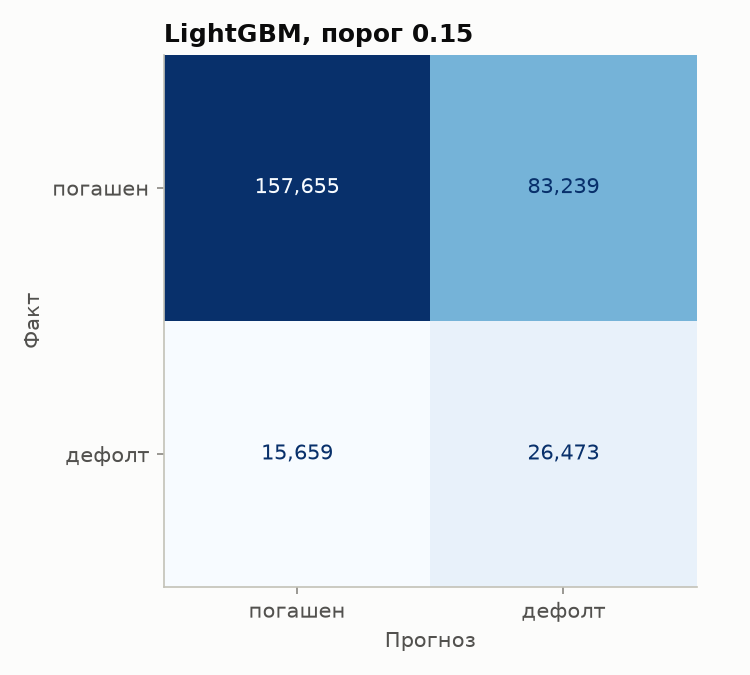 LightGBM, порог 0.15
погашен
157,655
83,239
Факт
дефолт
15,659
26,473
погашен
дефолт
Прогноз